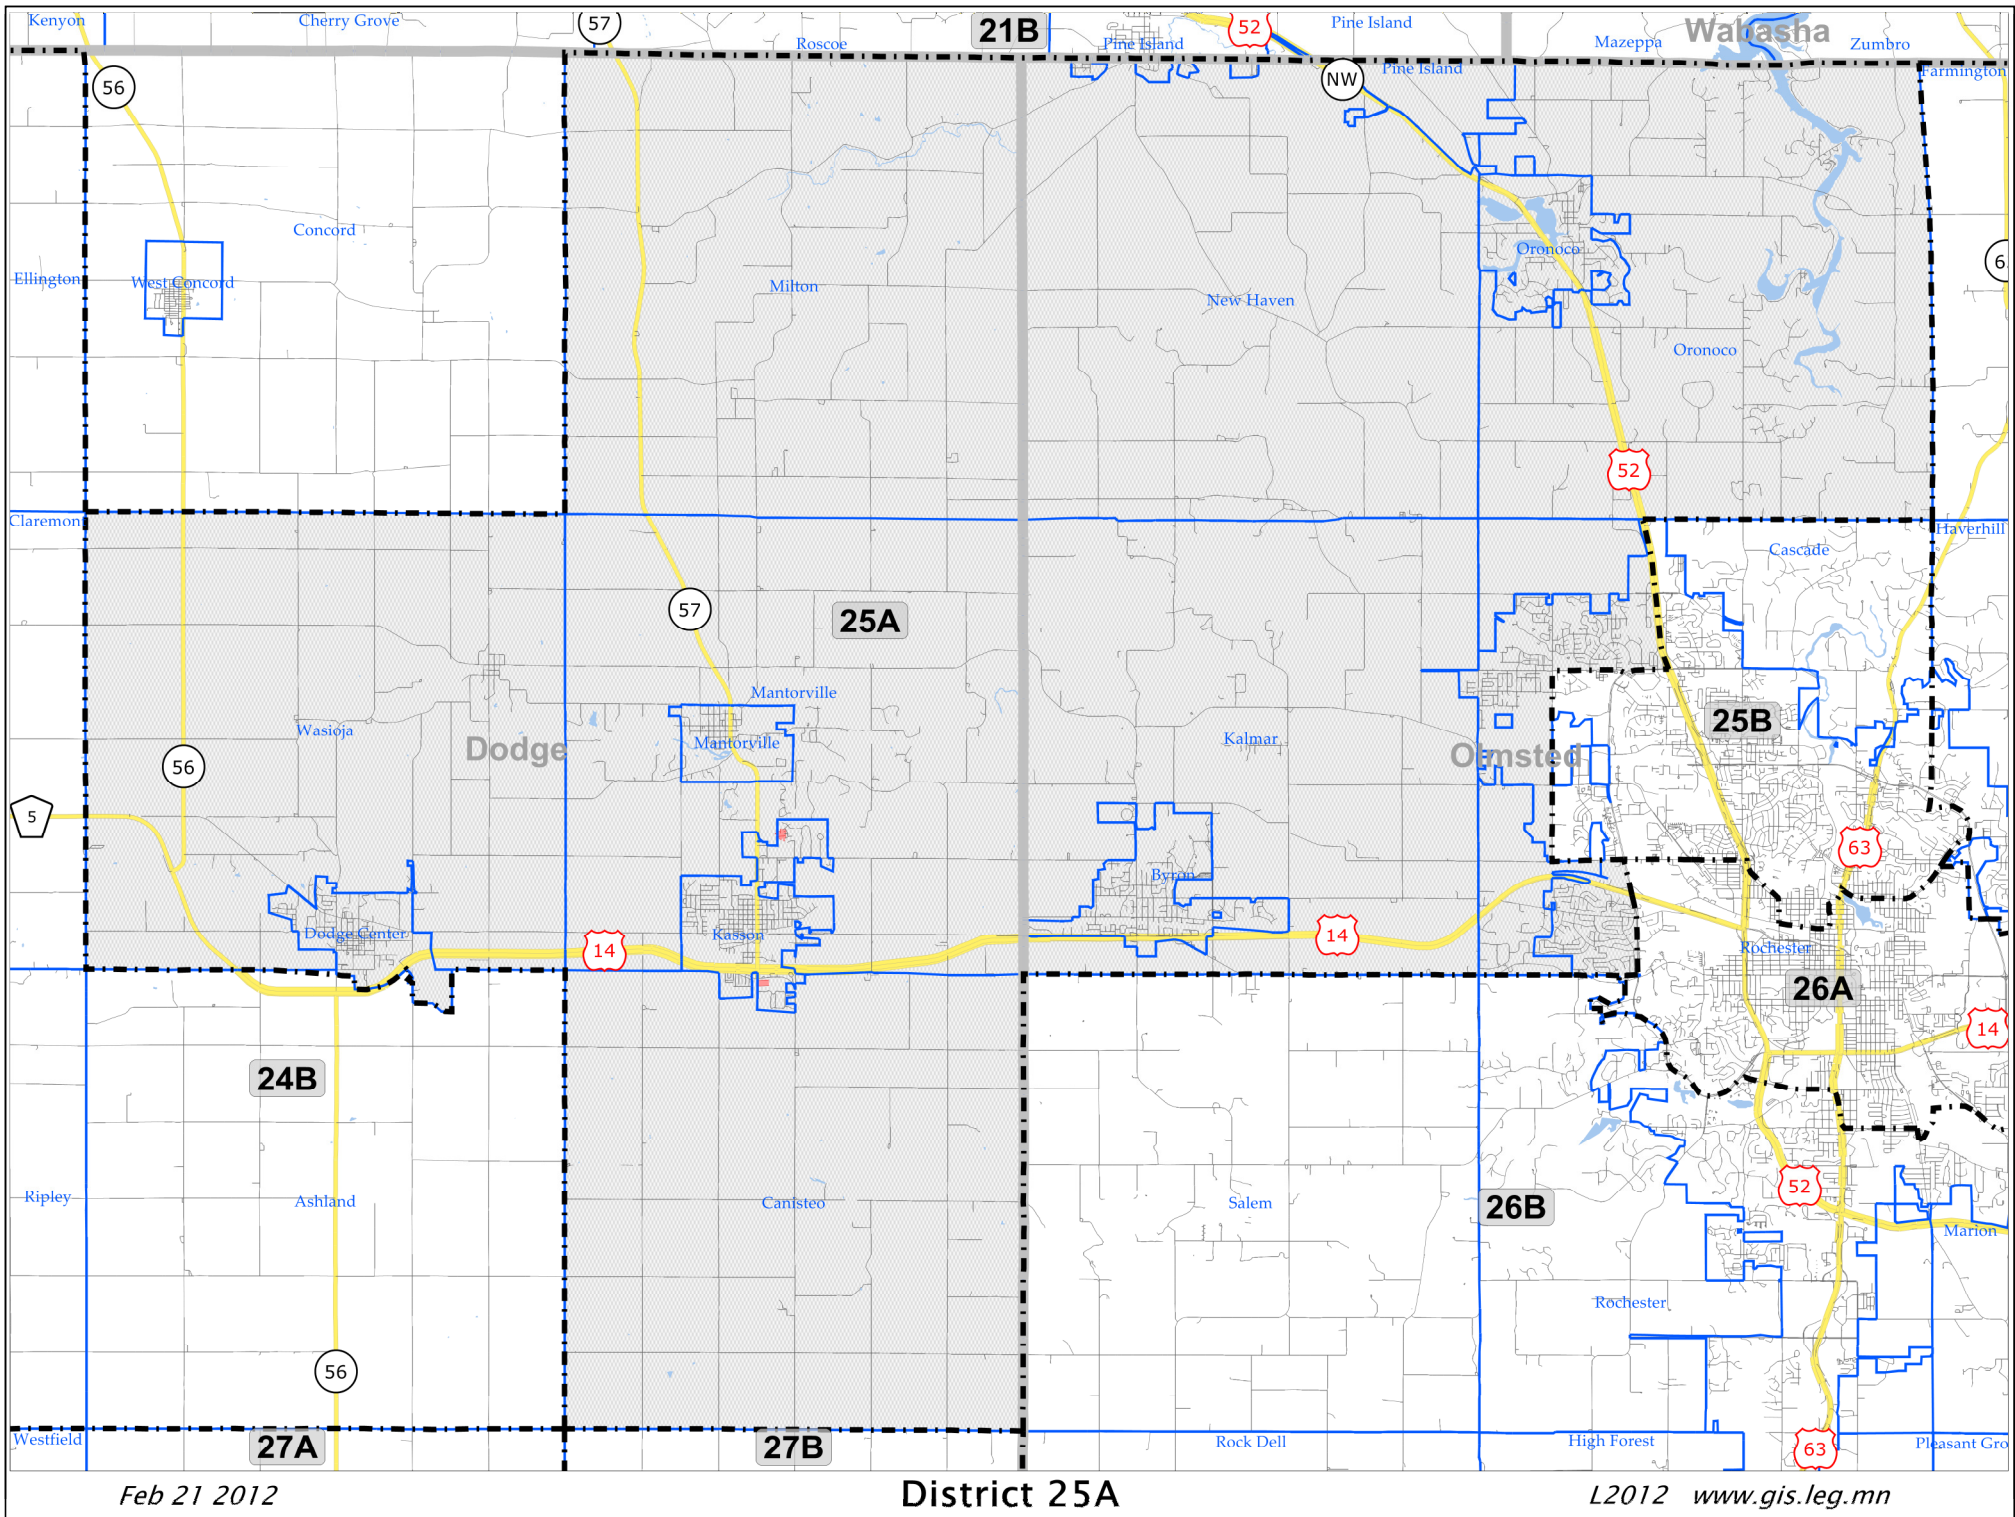 Kenyon
Cherry Grove
57
Roscoe
21B
Pine Island
52
Pine Island
Mazeppa
Wabasha
Zumbro
56
NW
Pine Island
Farmington
Concord
Ellington
West Concord
Milton
New Haven
Oronoco
6
Oronoco
52
Claremon
Haverhill
Cascade
57
25A
Mantorville
25B
Wasioja
Dodge
Mantorville
Kalmar
Olmsted
56
5
63
Byron
Dodge Center
Kasson
14
14
Rochester
26A
14
24B
Ripley
Ashland
Canisteo
Salem
26B
52
Marion
Rochester
56
Westfield
27A
27B
Rock Dell
High Forest
63
Pleasant Gro
Feb 21 2012
District 25A
L2012 www.gis.leg.mn